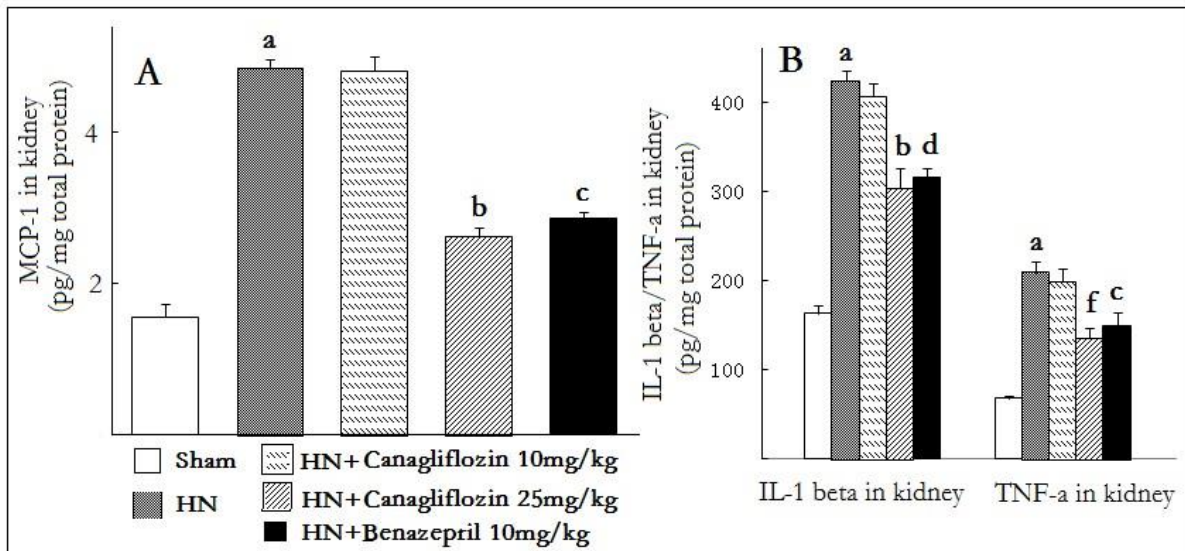 A
MCP-1 in kidney
(pg/mg total protein)
4
2
a
b
c
Sham
HN
HN+Canagliflozin 10mg/kg
HN+Canagliflozin 25mg/kg
HN+Benazepril 10mg/kg
B
IL-1 beta/TNF-a in kidney
(pg/mg total protein)
400
300
200
100
a
b d
a
f c
IL-1 beta in kidney
TNF-a in kidney